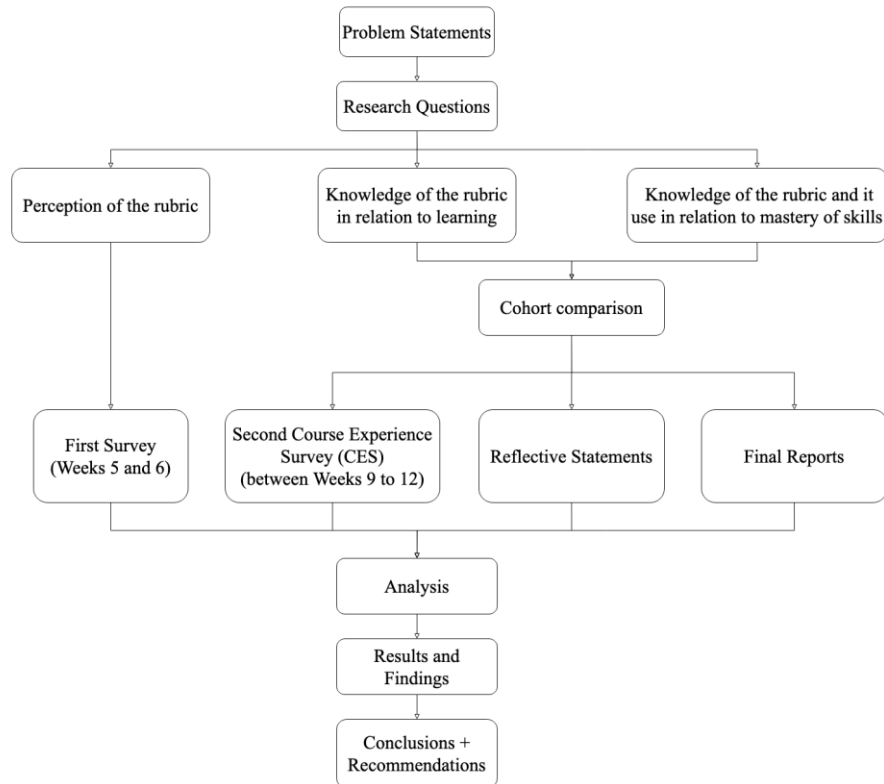 Problem Statements
Research Questions
Perception of the rubric
Knowledge of the rubric
in relation to learning
Knowledge of the rubric and it
use in relation to mastery of skills
Cohort comparison
First Survey
(Weeks 5 and 6)
Second Course Experience
Survey (CES)
(between Weeks 9 to 12)
Reflective Statements
Final Reports
Analysis
Results and
Findings
Conclusions +
Recommendations